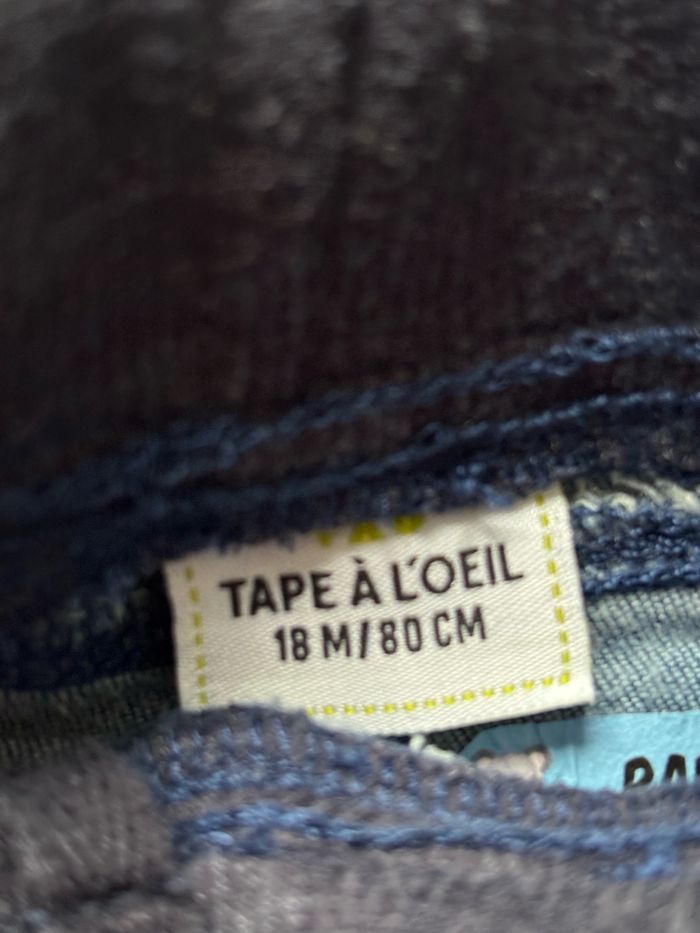 TAPE À L'OEIL
18 M/80 CM